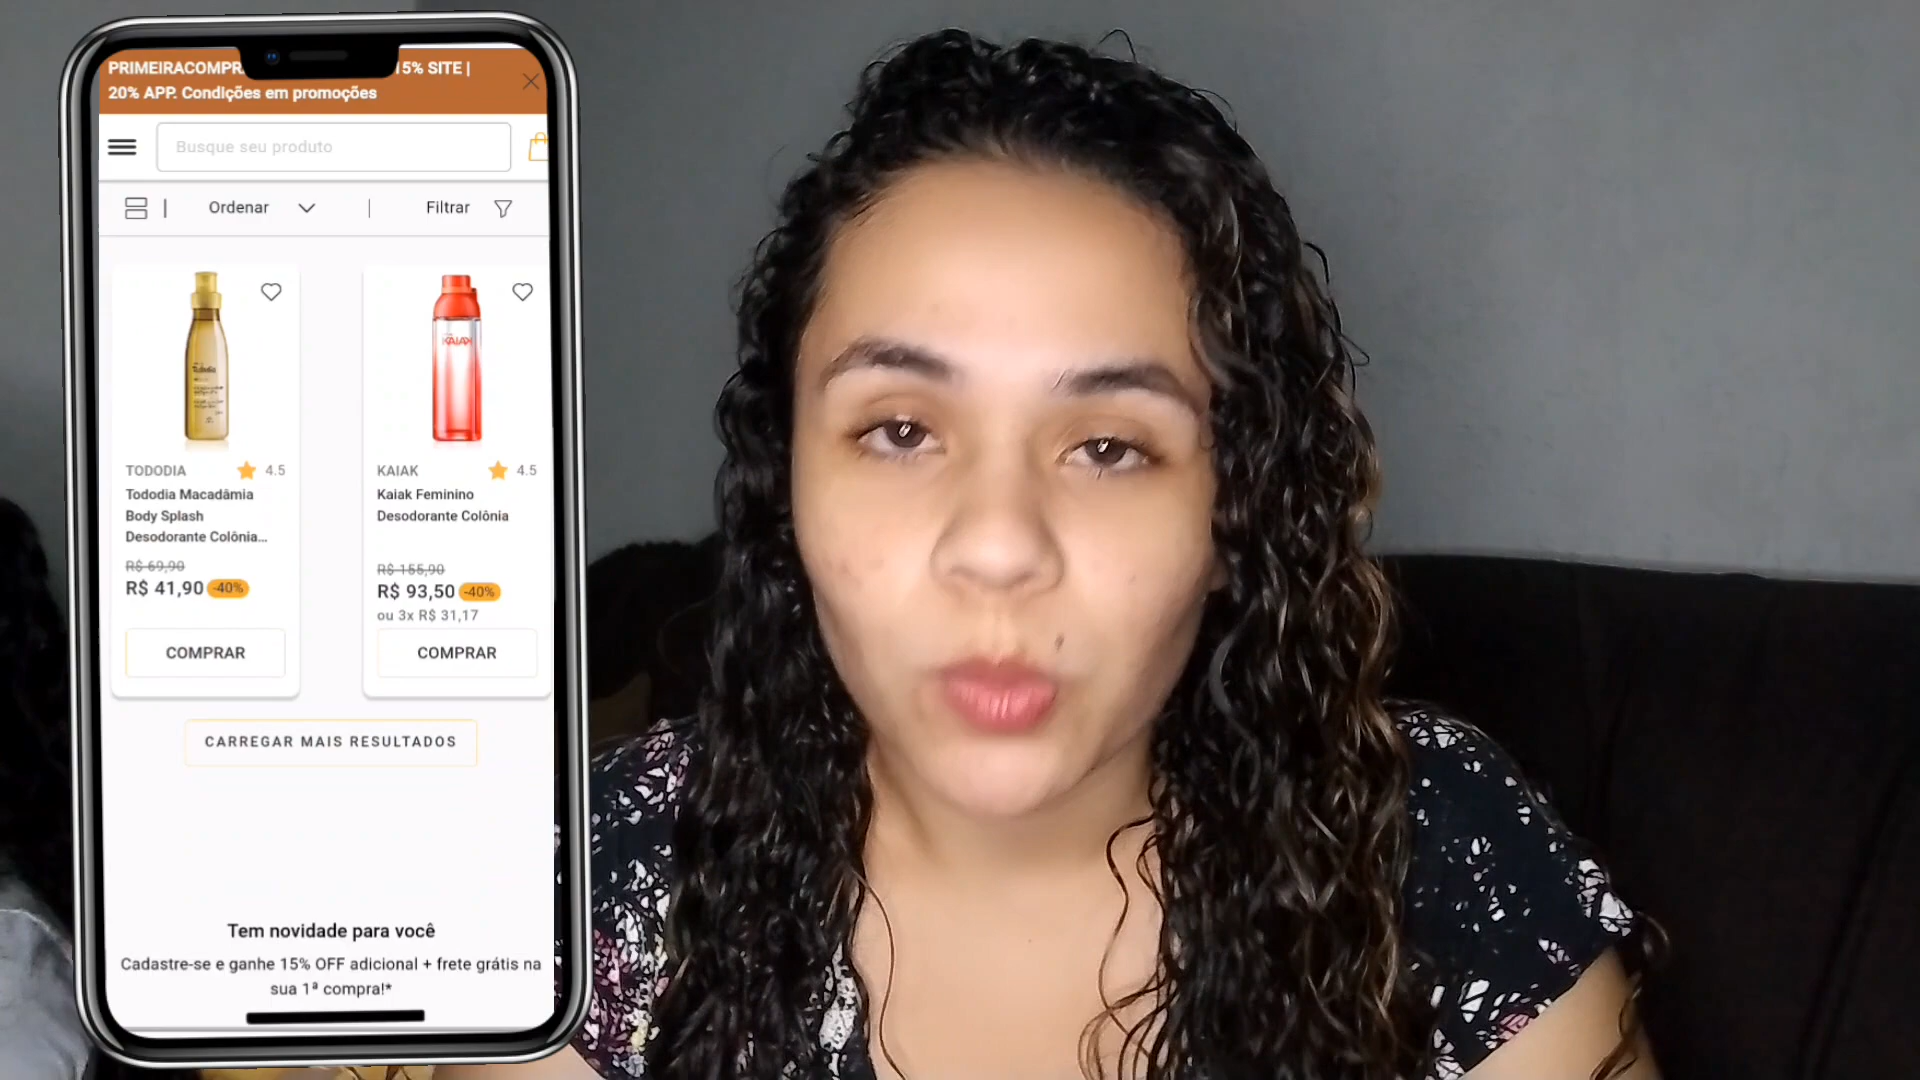 PRIMEIRACOMPR 15% SITE |
20% APP. Condições em promoções
Busque seu produto
Ordenar
Filtrar
Tododia
KAIAK
TODODIA 4.5
Tododia Macadâmia
Body Splash
Desodorante Colônia...
R$ 69,90
R$ 41,90 -40%
COMPRAR
KAIAK 4.5
Kaiak Feminino
Desodorante Colônia
R$ 155,90
R$ 93,50 -40%
ou 3x R$ 31,17
COMPRAR
CARREGAR MAIS RESULTADOS
Tem novidade para você
Cadastre-se e ganhe 15% OFF adicional + frete grátis na
sua 1ª compra!*